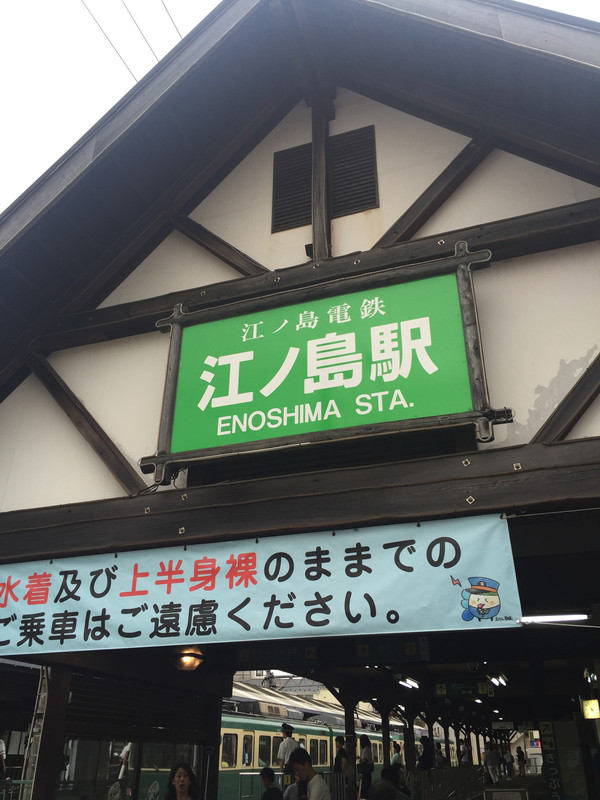 江ノ島電鉄
江ノ島駅
ENOSHIMA STA.
水着及び上半身裸のままでの
ご乗車はご遠慮ください。